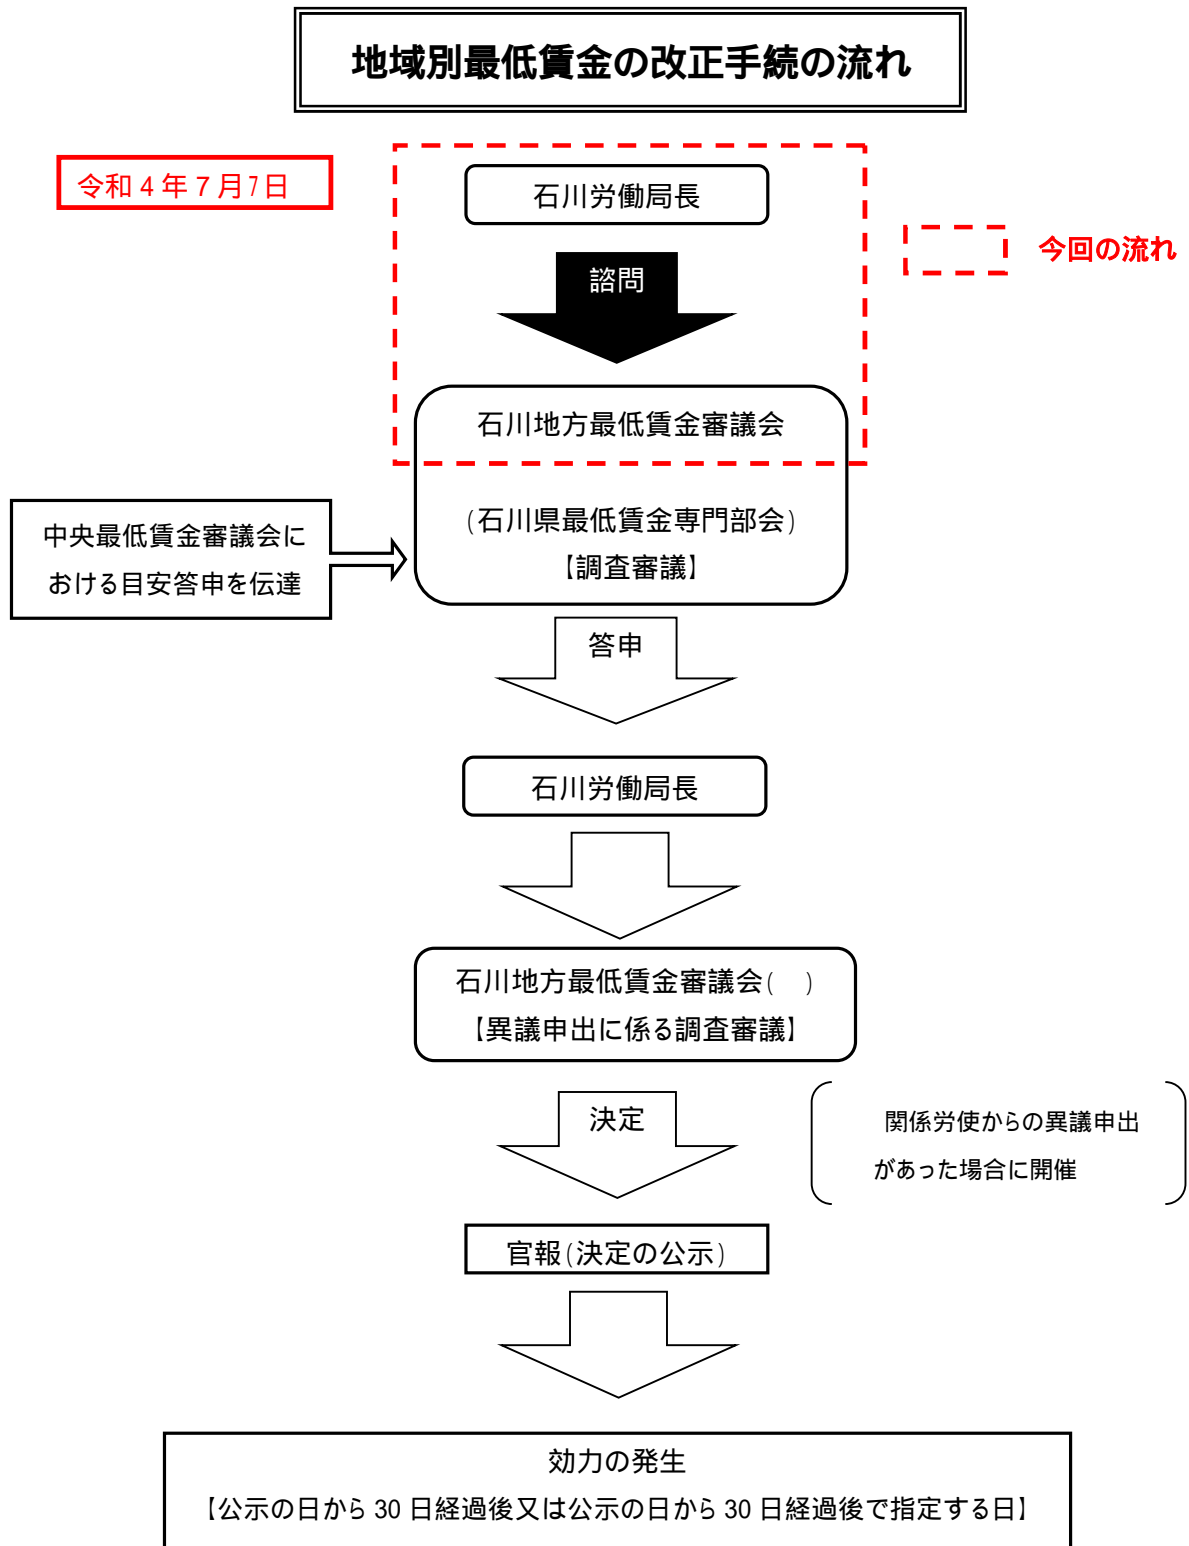 地域別最低賃金の改正手続の流れ
令和4年7月7日
石川労働局長
今回の流れ
諮問
石川地方最低賃金審議会
(石川県最低賃金専門部会)
【調査審議】
中央最低賃金審議会に
おける目安答申を伝達
答申
石川労働局長
石川地方最低賃金審議会(　)
【異議申出に係る調査審議】
決定
関係労使からの異議申出
があった場合に開催
官報(決定の公示)
効力の発生
【公示の日から 30 日経過後又は公示の日から 30 日経過後で指定する日】